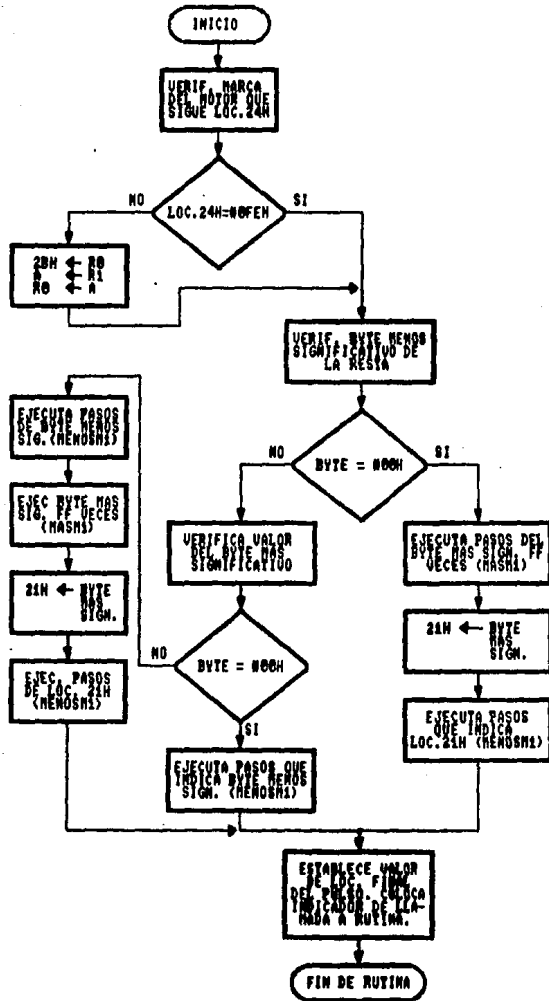 INICIO
VERIF. MARCA
DEL MOTOR QUE
SIGUE LOC.24H
NO
SI
LOC.24H=#0FEH
2BH ← R0
A ← R1
R0 ← A
VERIF. BYTE MENOS
SIGNIFICATIVO DE
LA RESTA
NO
SI
BYTE = #00H
EJECUTA PASOS
DE BYTE MENOS
SIG.(MENOSM1)
EJEC BYTE MAS
SIG. FF VECES
(MASM1)
21H ← BYTE
MAS
SIGN.
EJEC. PASOS
DE LOC. 21H
(MENOSM1)
VERIFICA VALOR
DEL BYTE MAS
SIGNIFICATIVO
NO
BYTE = #00H
SI
EJECUTA PASOS QUE
INDICA BYTE MENOS
SIGN. (MENOSM1)
EJECUTA PASOS DEL
BYTE MAS SIGN. FF
VECES (MASM1)
21H ← BYTE
MAS
SIGN.
EJECUTA PASOS
QUE INDICA
LOC.21H (MENOSM1)
ESTABLECE VALOR
DE LOC. FINAL
DEL PULSO. COLOCA
INDICADOR DE LLA-
MADA A RUTINA.
FIN DE RUTINA